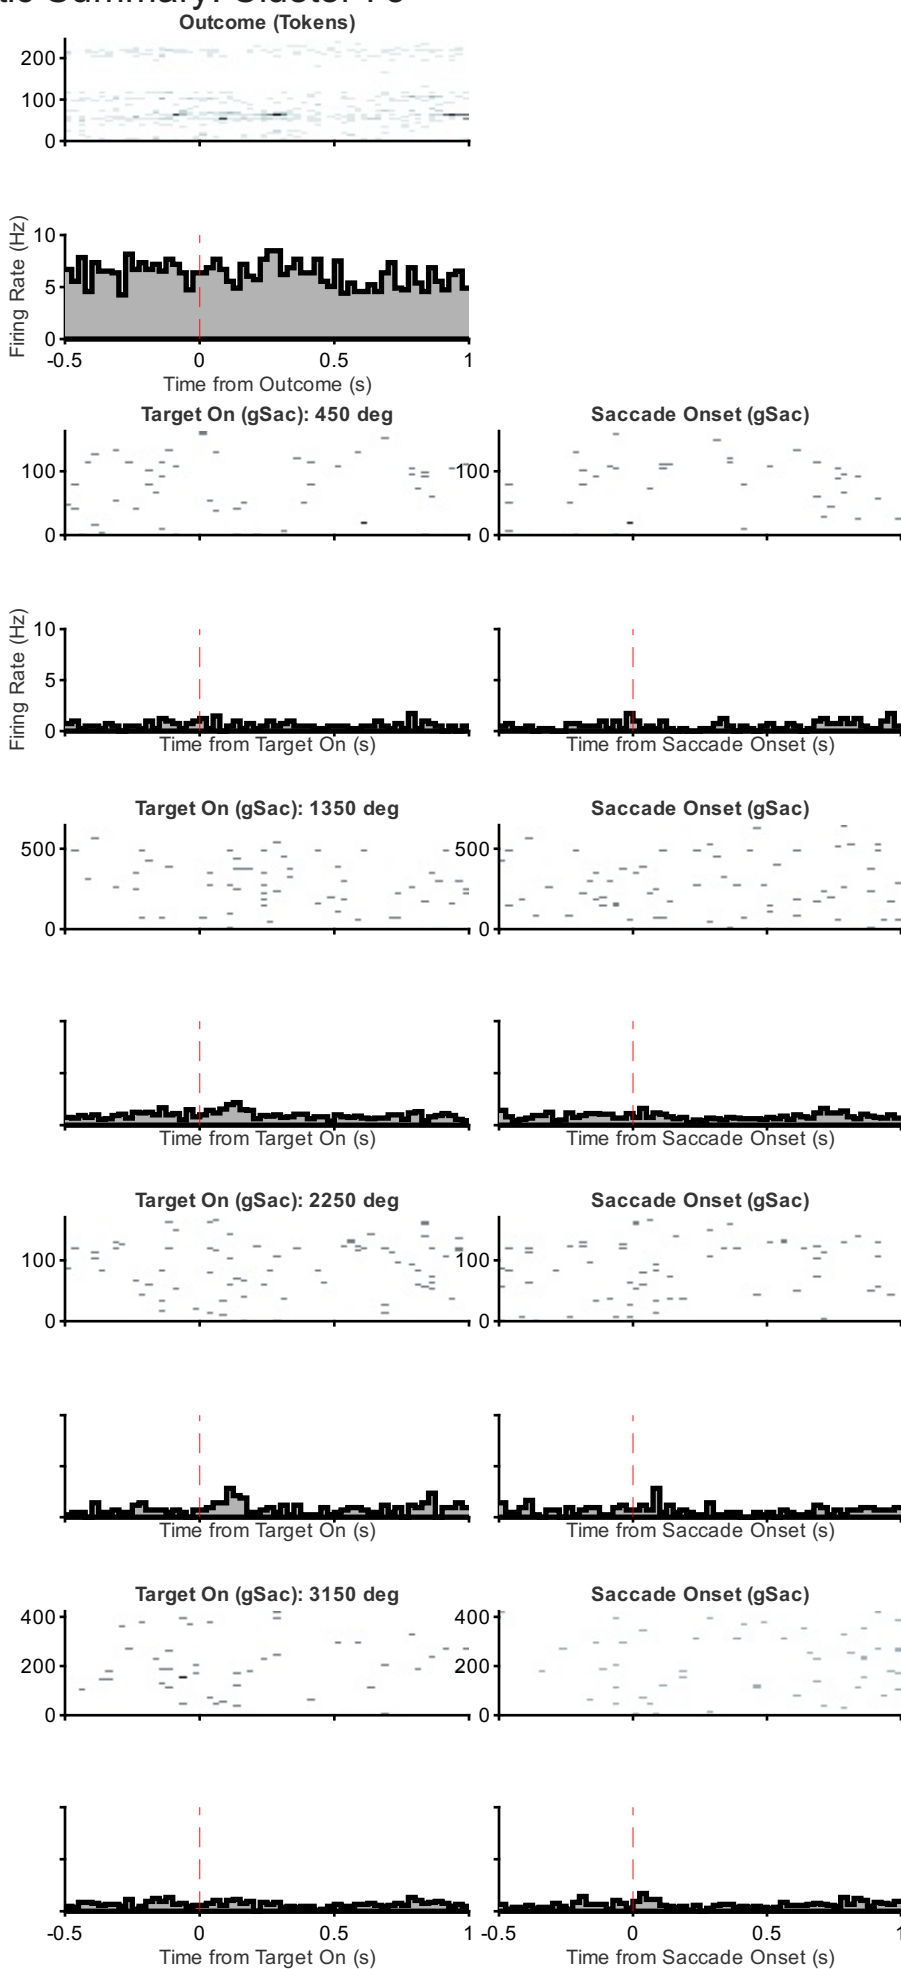 Summary: Cluster
Outcome (Tokens)
200
100
0
Firing Rate (Hz)
10
5
0
-0.5 0 0.5 1
Time from Outcome (s)
Target On (gSac): 450 deg Saccade Onset (gSac)
100 100
0 0
Firing Rate (Hz)
10
5
0
Time from Target On (s) Time from Saccade Onset (s)
Target On (gSac): 1350 deg Saccade Onset (gSac)
500 500
0 0
Time from Target On (s) Time from Saccade Onset (s)
Target On (gSac): 2250 deg Saccade Onset (gSac)
100 100
0 0
Time from Target On (s) Time from Saccade Onset (s)
Target On (gSac): 3150 deg Saccade Onset (gSac)
400 400
200 200
0 0
-0.5 0 0.5 1 -0.5 0 0.5 1
Time from Target On (s) Time from Saccade Onset (s)